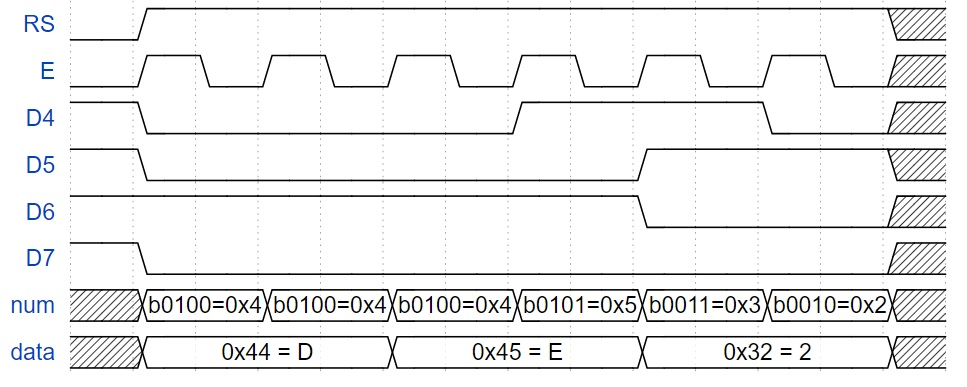 RS
E
D4
D5
D6
D7
num b0100=0x4 b0100=0x4 b0100=0x4 b0101=0x5 b0011=0x3 b0010=0x2
data 0x44 = D 0x45 = E 0x32 = 2